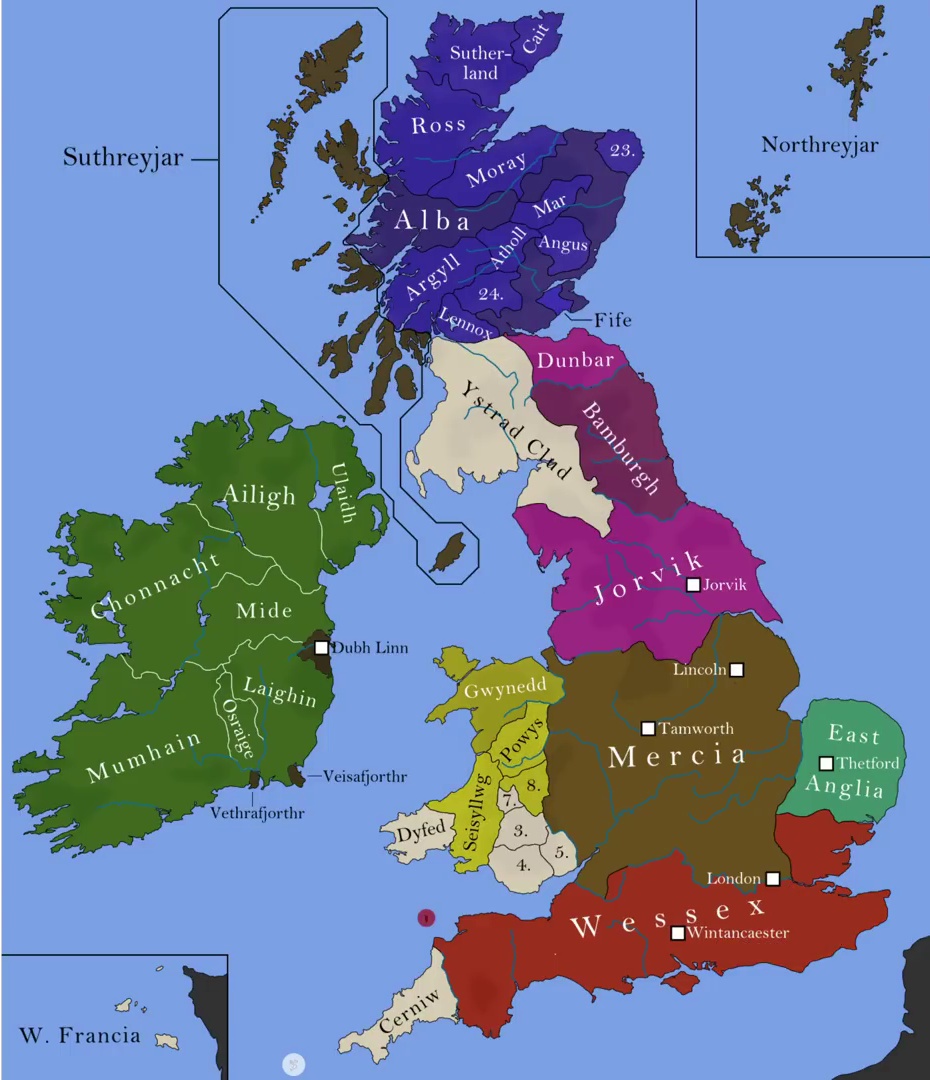 Cait
Suther-
land
Ross
Northreyjar
Suthreyjar
23.
Moray
Mar
Alba
Atholl
Angus
Argyll
24.
Lennox
Fife
Dunbar
Ystrad Clud
Bamburgh
Ailigh
Ulaidh
Chonnacht
Jorvik
Jorvik
Mide
Dubh Linn
Lincoln
Gwynedd
Laighin
Osraige
East
Tamworth
Powys
Mumhain
Mercia
Thetford
Veisafjorthr
Anglia
8.
7.
Vethrafjorthr
Seisyllwg
Dyfed
3.
5.
4.
London
Wessex
Wintancaester
Cerniw
W. Francia